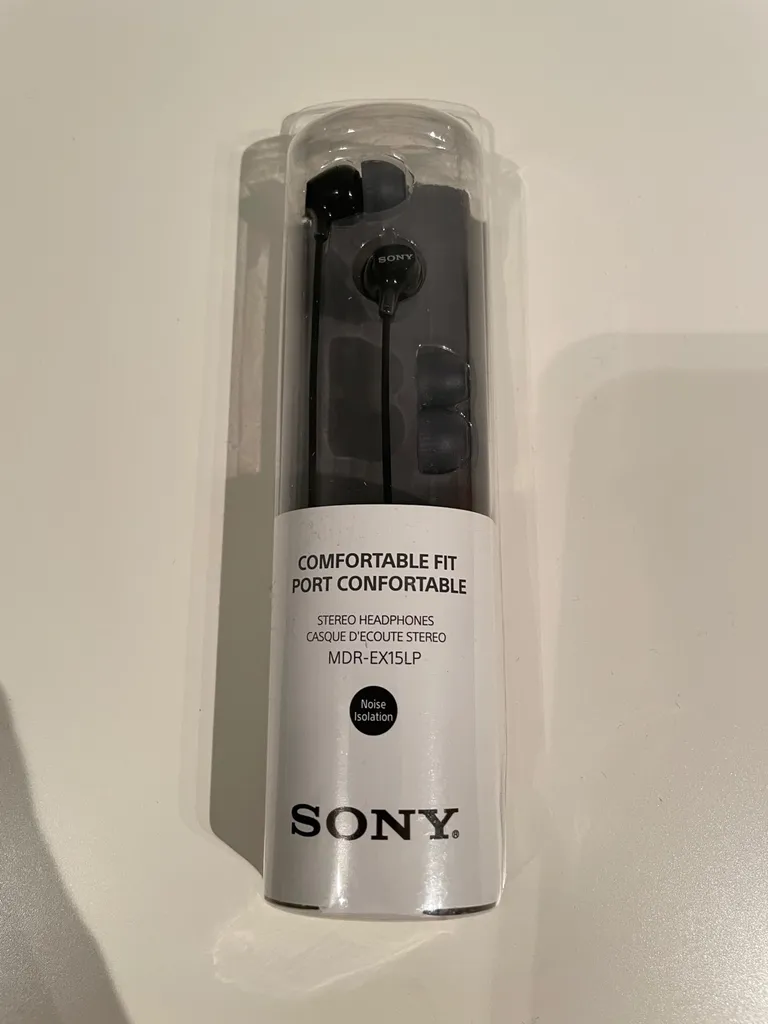 SONY
COMFORTABLE FIT
PORT CONFORTABLE
STEREO HEADPHONES
CASQUE D'ECOUTE STEREO
MDR-EX15LP
Noise
Isolation
SONY®